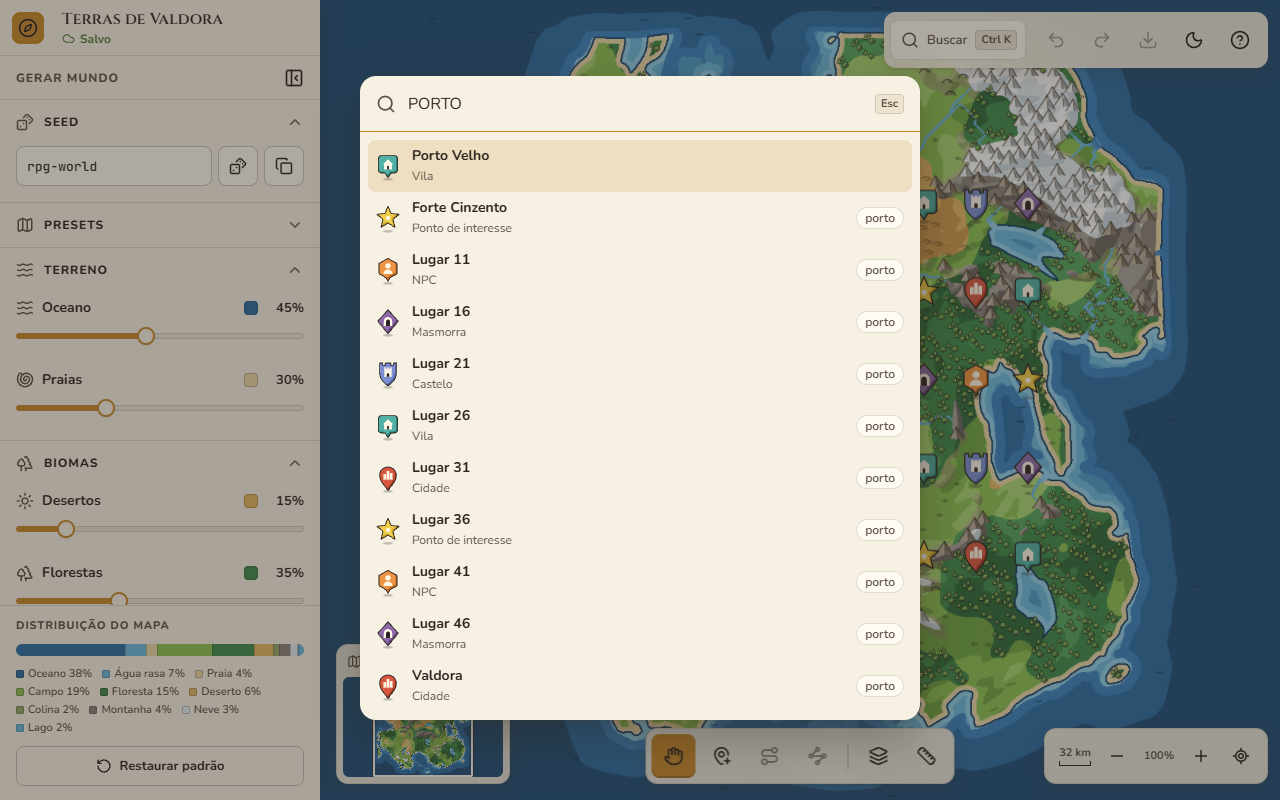 Terras de Valdora
Salvo
GERAR MUNDO
SEED
rpg-world
PRESETS
TERRENO
Oceano 45%
Praias 30%
BIOMAS
Desertos 15%
Florestas 35%
DISTRIBUIÇÃO DO MAPA
Oceano 38% Água rasa 7% Praia 4%
Campo 19% Floresta 15% Deserto 6%
Colina 2% Montanha 4% Neve 3%
Lago 2%
Restaurar padrão
Buscar Ctrl K
PORTO Esc
Porto Velho
Vila
Forte Cinzento
Ponto de interesse
porto
Lugar 11
NPC
porto
Lugar 16
Masmorra
porto
Lugar 21
Castelo
porto
Lugar 26
Vila
porto
Lugar 31
Cidade
porto
Lugar 36
Ponto de interesse
porto
Lugar 41
NPC
porto
Lugar 46
Masmorra
porto
Valdora
Cidade
porto
32 km
100%